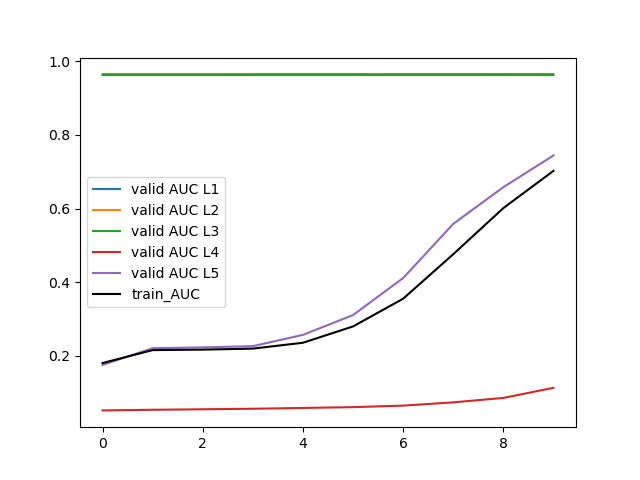 1.0
0.8
0.6
0.4
0.2
valid AUC L1
valid AUC L2
valid AUC L3
valid AUC L4
valid AUC L5
train_AUC
0 2 4 6 8